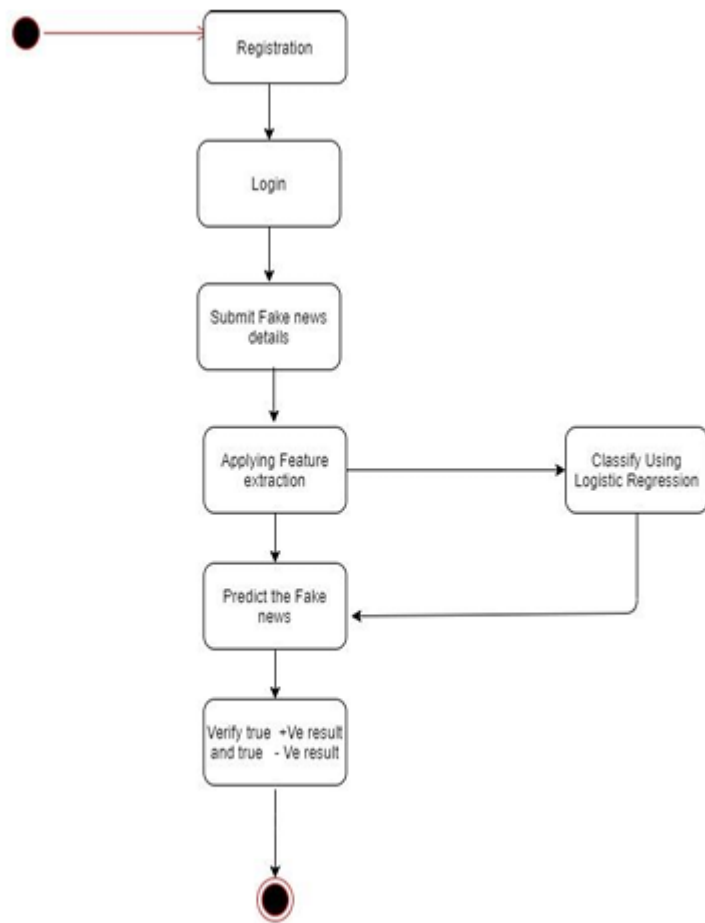 Registration
Login
Submit Fake news
details
Applying Feature
extraction
Classify Using
Logistic Regression
Predict the Fake
news
Verify true +Ve result
and true - Ve result